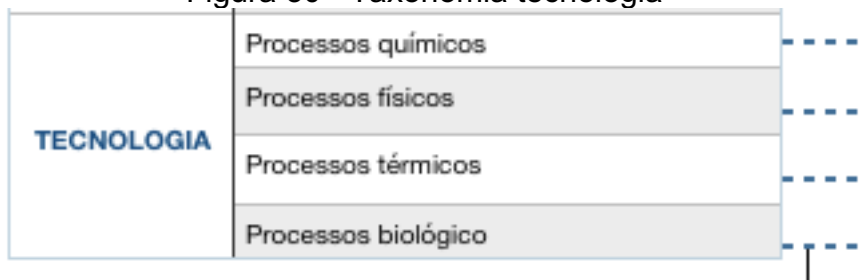 Processos químicos
Processos físicos
TECNOLOGIA
Processos térmicos
Processos biológico